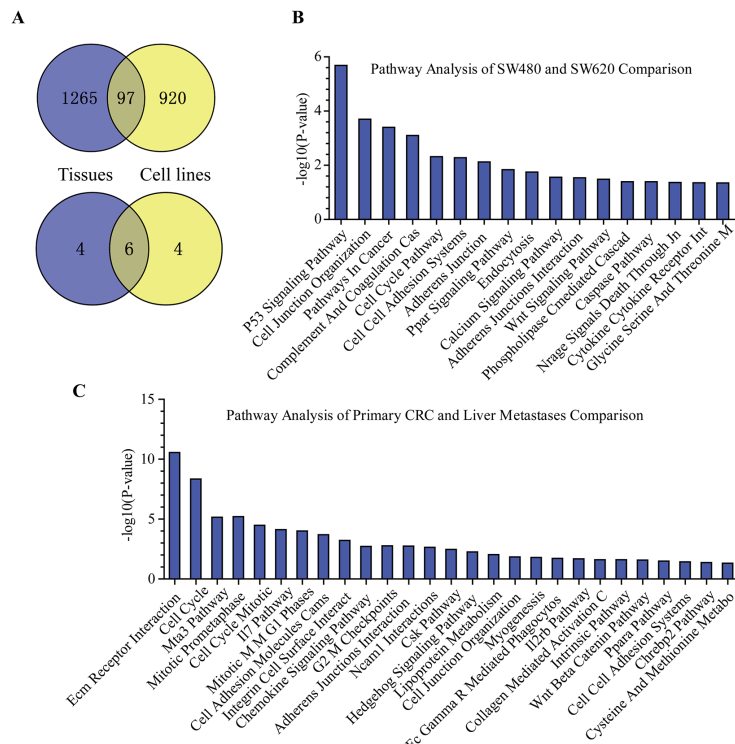 A
1265
97
920
Tissues
Cell lines
4
6
4
B
Pathway Analysis of SW480 and SW620 Comparison
-log10(P-value)
6
4
2
0
P53 Signaling Pathway
Cell Junction Organization
Pathways In Cancer
Complement And Coagulation Cas
Cell Cycle Pathway
Cell Cell Adhesion Systems
Adherens Junction
Ppar Signaling Pathway
Endocytosis
Calcium Signaling Pathway
Adherens Junctions Interaction
Wnt Signaling Pathway
Phospholipase Cmediated Cascad
Caspase Pathway
Nrage Signals Death Through In
Cytokine Cytokine Receptor Int
Glycine Serine And Threonine M
C
Pathway Analysis of Primary CRC and Liver Metastases Comparison
-log10(P-value)
15
10
5
0
Ecm Receptor Interaction
Cell Cycle
Mta3 Pathway
Mitotic Prometaphase
Cell Cycle Mitotic
Il7 Pathway
Mitotic M M G1 Phases
Cell Adhesion Molecules Cams
Integrin Cell Surface Interact
Chemokine Signaling Pathway
G2 M Checkpoints
Adherens Junctions Interaction
Ncam1 Interactions
Csk Pathway
Hedgehog Signaling Pathway
Lipoprotein Metabolism
Cell Junction Organization
Myogenesis
Fc Gamma R Mediated Phagocytos
Il2rb Pathway
Collagen Mediated Activation C
Intrinsic Pathway
Wnt Beta Catenin Pathway
Ppara Pathway
Cell Cell Adhesion Systems
Chrebp2 Pathway
Cysteine And Methionine Metabo